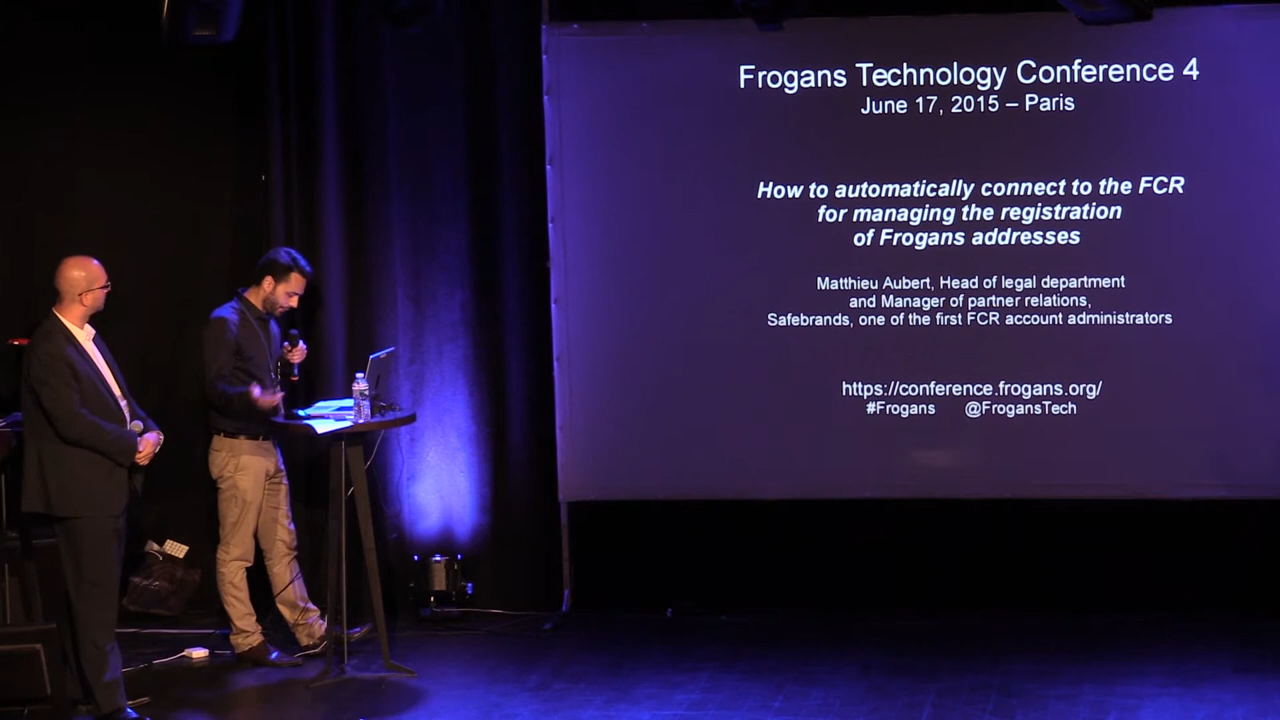 Frogans Technology Conference 4
June 17, 2015 – Paris
How to automatically connect to the FCR
for managing the registration
of Frogans addresses
Matthieu Aubert, Head of legal department
and Manager of partner relations,
Safebrands, one of the first FCR account administrators
https://conference.frogans.org/
#Frogans @FrogansTech